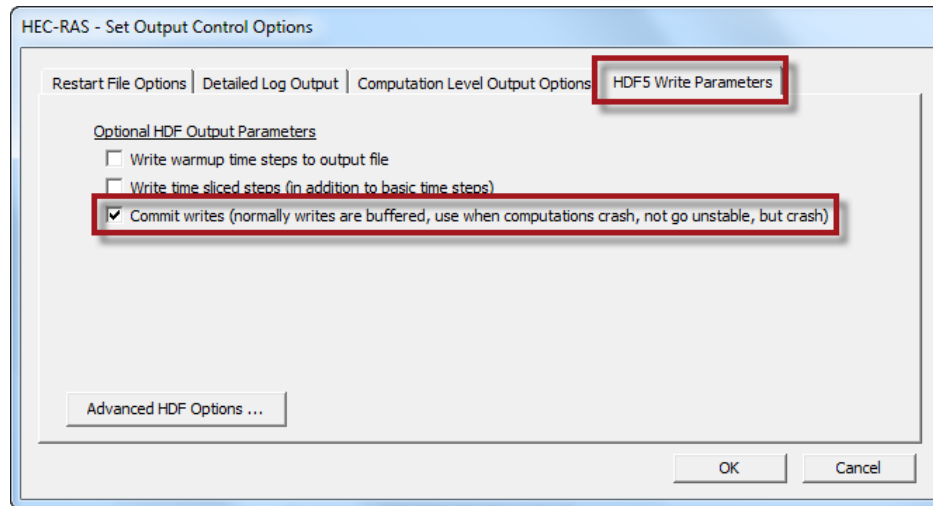 HEC-RAS - Set Output Control Options
Restart File Options Detailed Log Output Computation Level Output Options HDF5 Write Parameters
Optional HDF Output Parameters
Write warmup time steps to output file
Write time sliced steps (in addition to basic time steps)
Commit writes (normally writes are buffered, use when computations crash, not go unstable, but crash)
Advanced HDF Options ...
OK Cancel